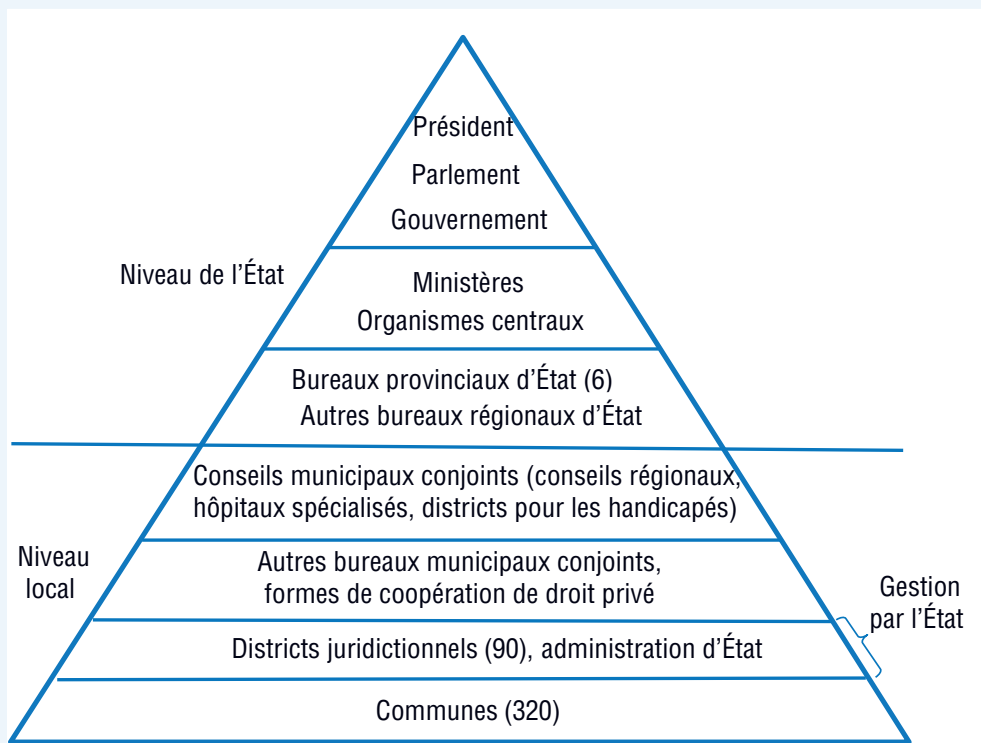 Président
Parlement
Gouvernement
Niveau de l'État
Ministères
Organismes centraux
Bureaux provinciaux d'État (6)
Autres bureaux régionaux d'État
Conseils municipaux conjoints (conseils régionaux,
hôpitaux spécialisés, districts pour les handicapés)
Niveau
local
Autres bureaux municipaux conjoints,
formes de coopération de droit privé
Gestion
par l'État
Districts juridictionnels (90), administration d'État
Communes (320)